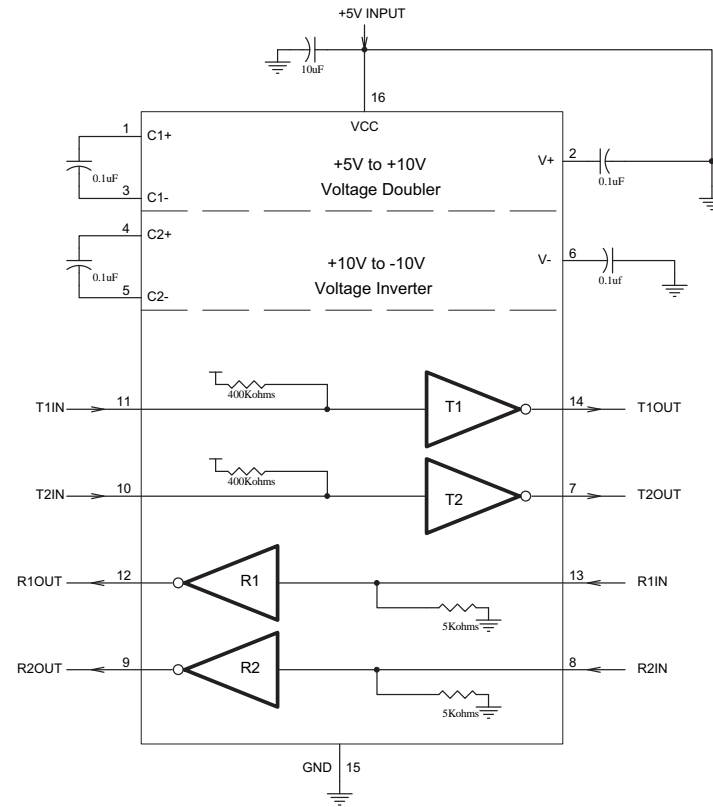 +5V INPUT
10uF
16
VCC
1
C1+
0.1uF
3
C1-
+5V to +10V
Voltage Doubler
V+
2
0.1uF
4
C2+
0.1uF
5
C2-
+10V to -10V
Voltage Inverter
V-
6
0.1uf
400Kohms
T1IN
11
T1
14
T1OUT
400Kohms
T2IN
10
T2
7
T2OUT
R1OUT
12
R1
13
R1IN
5Kohms
R2OUT
9
R2
8
R2IN
5Kohms
GND
15